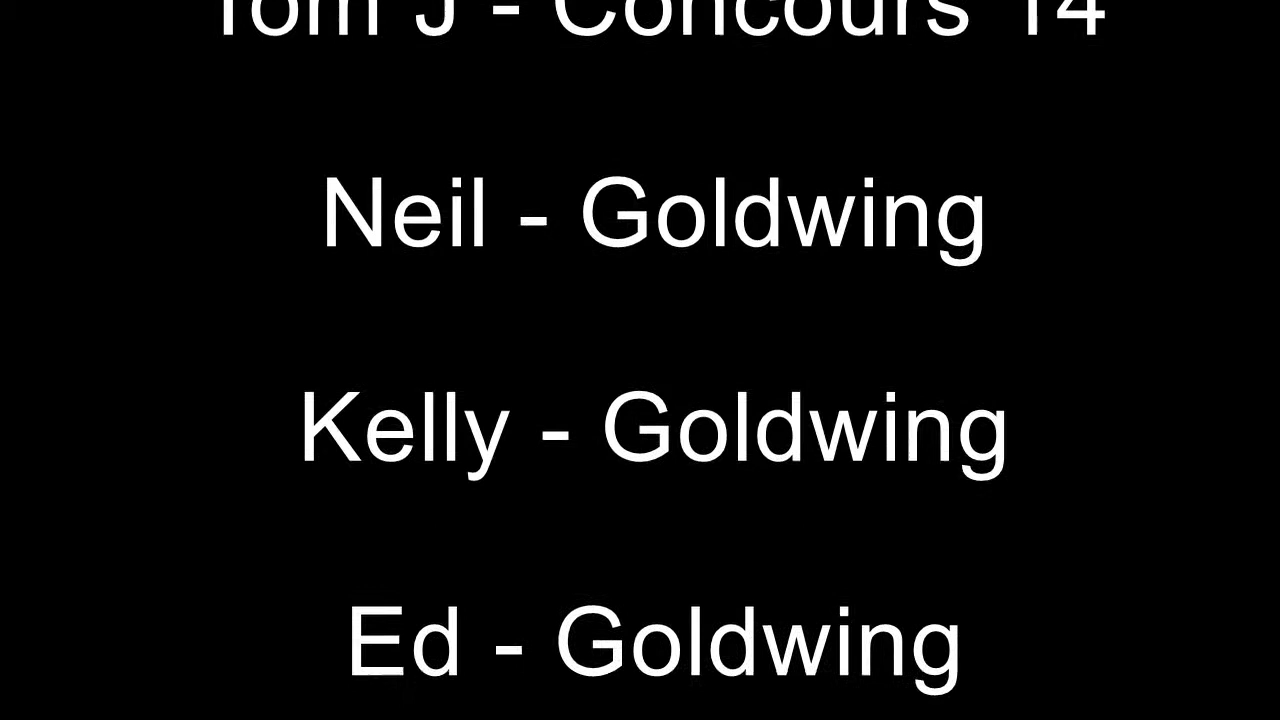 Tom J - Concours 14
Neil - Goldwing
Kelly - Goldwing
Ed - Goldwing